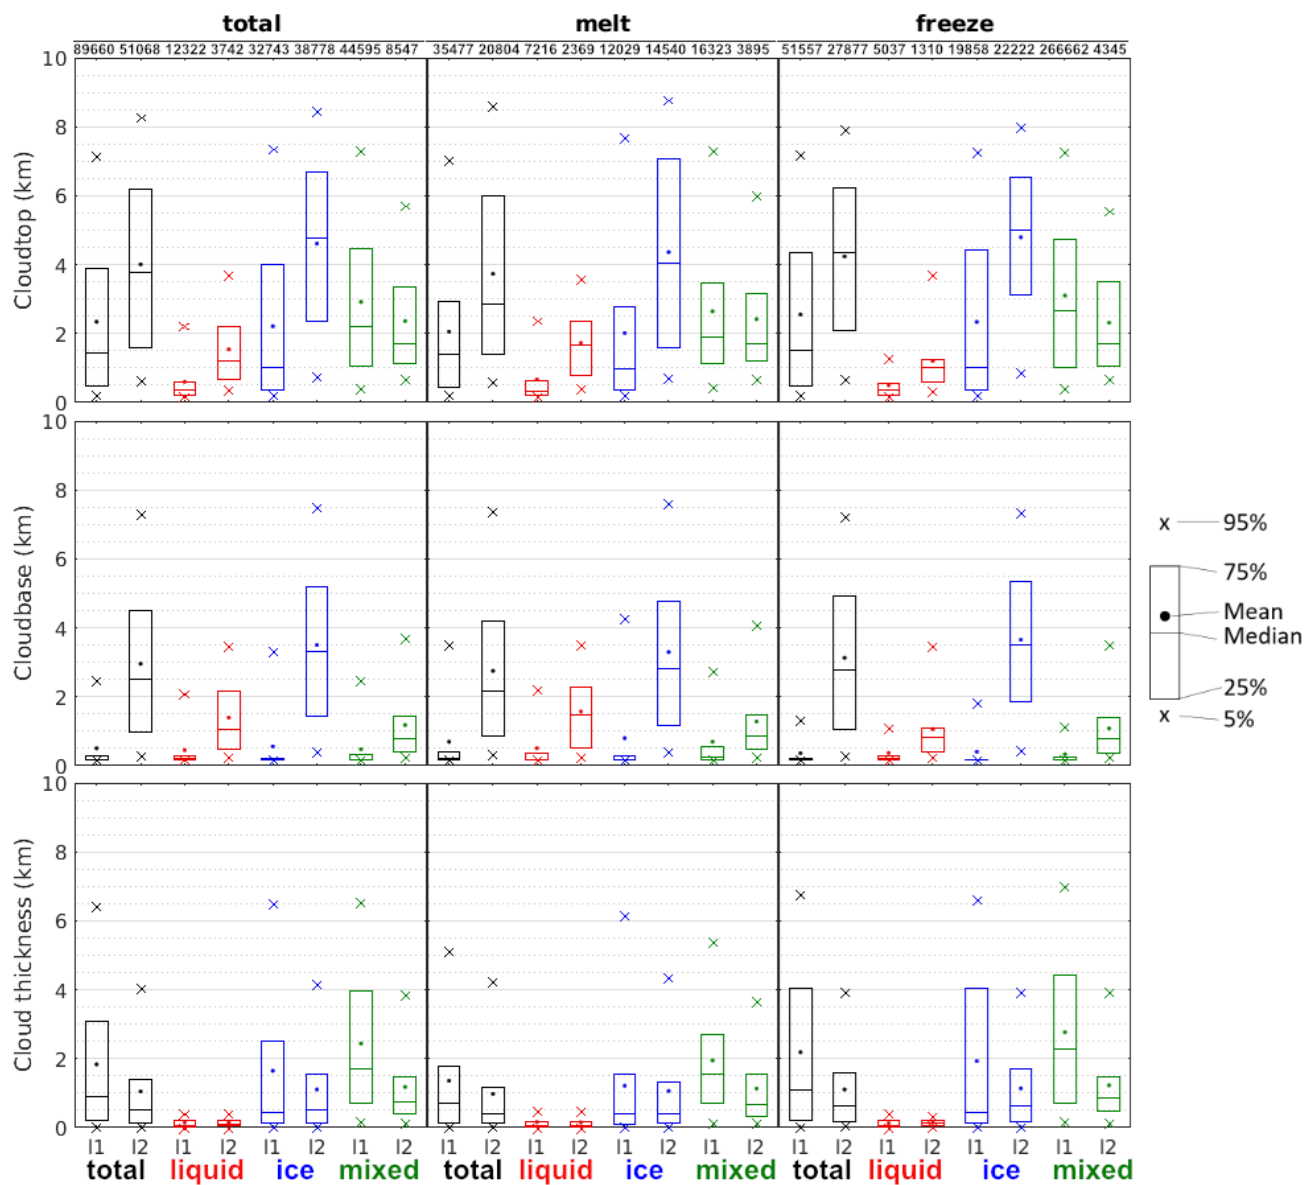 total melt freeze
89660 51068 12322 3742 32743 38778 44595 8547 35477 20804 7216 2369 12029 14540 16323 3895 51557 27877 5037 1310 19858 22222 266662 4345
Cloudtop (km)
10
8
6
4
2
0
Cloudbase (km)
10
8
6
4
2
0
x 95%
75%
Mean
Median
25%
x 5%
Cloud thickness (km)
10
8
6
4
2
0
l1 l2 l1 l2 l1 l2 l1 l2 l1 l2 l1 l2 l1 l2 l1 l2 l1 l2 l1 l2 l1 l2 l1 l2
total liquid ice mixed total liquid ice mixed total liquid ice mixed